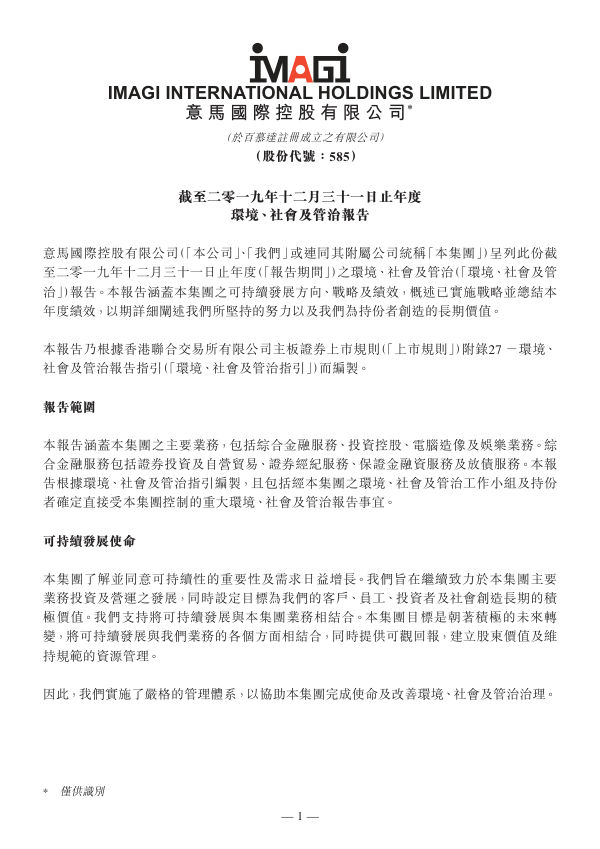 iMAGi
IMAGI INTERNATIONAL HOLDINGS LIMITED
意馬國際控股有限公司*
(於百慕達註冊成立之有限公司)
(股份代號：585)
截至二零一九年十二月三十一日止年度
環境、社會及管治報告
意馬國際控股有限公司(「本公司」、「我們」或連同其附屬公司統稱「本集團」)呈列此份截
至二零一九年十二月三十一日止年度(「報告期間」)之環境、社會及管治(「環境、社會及管
治」)報告。本報告涵蓋本集團之可持續發展方向、戰略及績效，概述已實施戰略並總結本
年度績效，以期詳細闡述我們所堅持的努力以及我們為持份者創造的長期價值。
本報告乃根據香港聯合交易所有限公司主板證券上市規則(「上市規則」)附錄27 －環境、
社會及管治報告指引(「環境、社會及管治指引」)而編製。
報告範圍
本報告涵蓋本集團之主要業務，包括綜合金融服務、投資控股、電腦造像及娛樂業務。綜
合金融服務包括證券投資及自營貿易、證券經紀服務、保證金融資服務及放債服務。本報
告根據環境、社會及管治指引編製，且包括經本集團之環境、社會及管治工作小組及持份
者確定直接受本集團控制的重大環境、社會及管治報告事宜。
可持續發展使命
本集團了解並同意可持續性的重要性及需求日益增長。我們旨在繼續致力於本集團主要
業務投資及營運之發展，同時設定目標為我們的客戶、員工、投資者及社會創造長期的積
極價值。我們支持將可持續發展與本集團業務相結合。本集團目標是朝著積極的未來轉
變，將可持續發展與我們業務的各個方面相結合，同時提供可觀回報，建立股東價值及維
持規範的資源管理。
因此，我們實施了嚴格的管理體系，以協助本集團完成使命及改善環境、社會及管治治理。
* 僅供識別
— 1 —